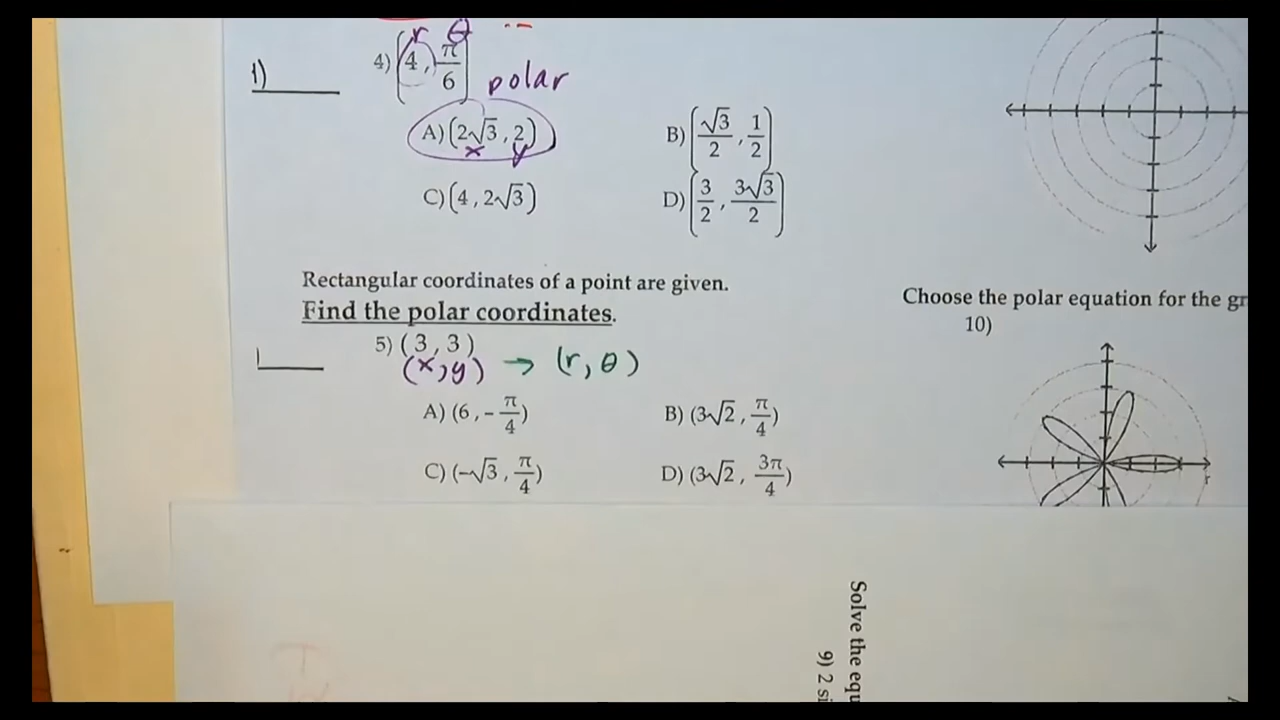 r θ
1)
4) (4, π/6) polar
A) (2√3, 2) B) (√3/2, 1/2)
x y
C) (4, 2√3) D) (3/2, 3√3/2)
Rectangular coordinates of a point are given.
Find the polar coordinates.
5) (3, 3)
(x, y) → (r, θ)
A) (6, -π/4) B) (3√2, π/4)
C) (-√3, π/4) D) (3√2, 3π/4)
Choose the polar equation for the gr
10)
r
Solve the equ
9) 2 si